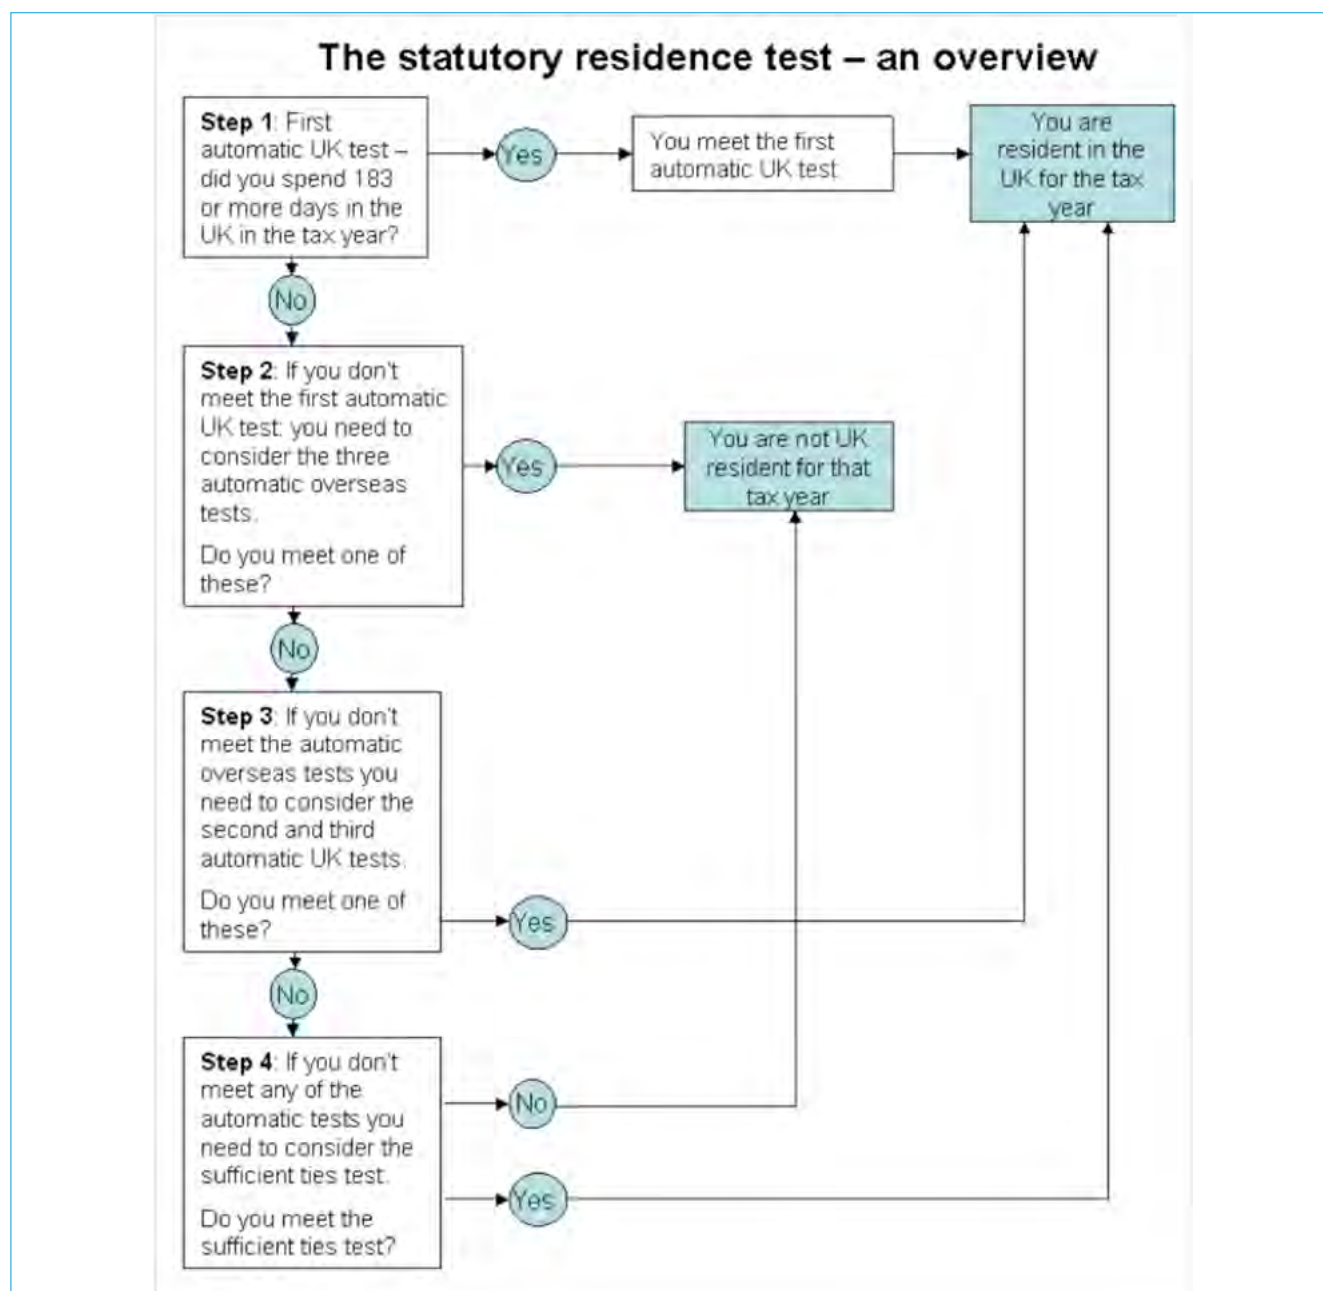 The statutory residence test – an overview
Step 1: First
automatic UK test –
did you spend 183
or more days in the
UK in the tax year?
Yes
You meet the first
automatic UK test
You are
resident in the
UK for the tax
year
No
Step 2: If you don't
meet the first automatic
UK test: you need to
consider the three
automatic overseas
tests.
Do you meet one of
these?
Yes
You are not UK
resident for that
tax year
No
Step 3: If you don't
meet the automatic
overseas tests you
need to consider the
second and third
automatic UK tests.
Do you meet one of
these?
Yes
No
Step 4: If you don't
meet any of the
automatic tests you
need to consider the
sufficient ties test.
Do you meet the
sufficient ties test?
No
Yes